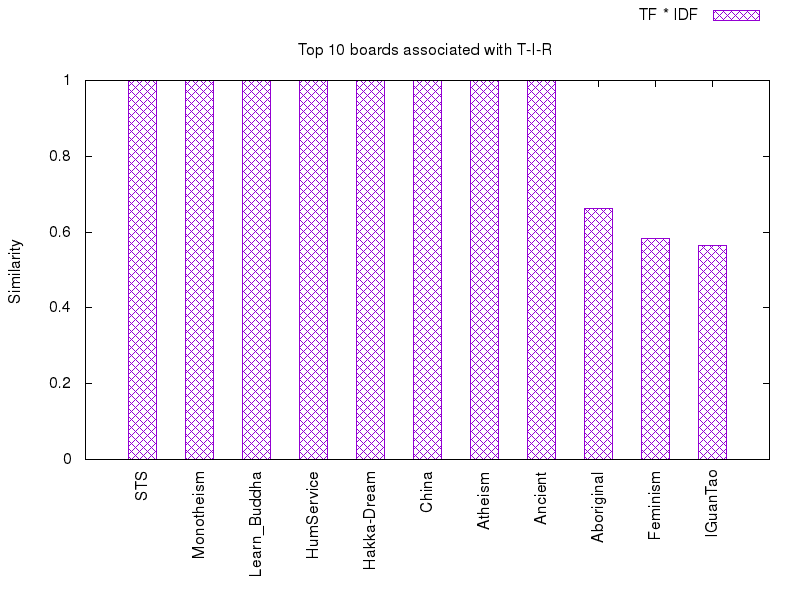 TF * IDF
Top 10 boards associated with T-I-R
Similarity
1
0.8
0.6
0.4
0.2
0
STS
Monotheism
Learn_Buddha
HumService
Hakka-Dream
China
Atheism
Ancient
Aboriginal
Feminism
IGuanTao